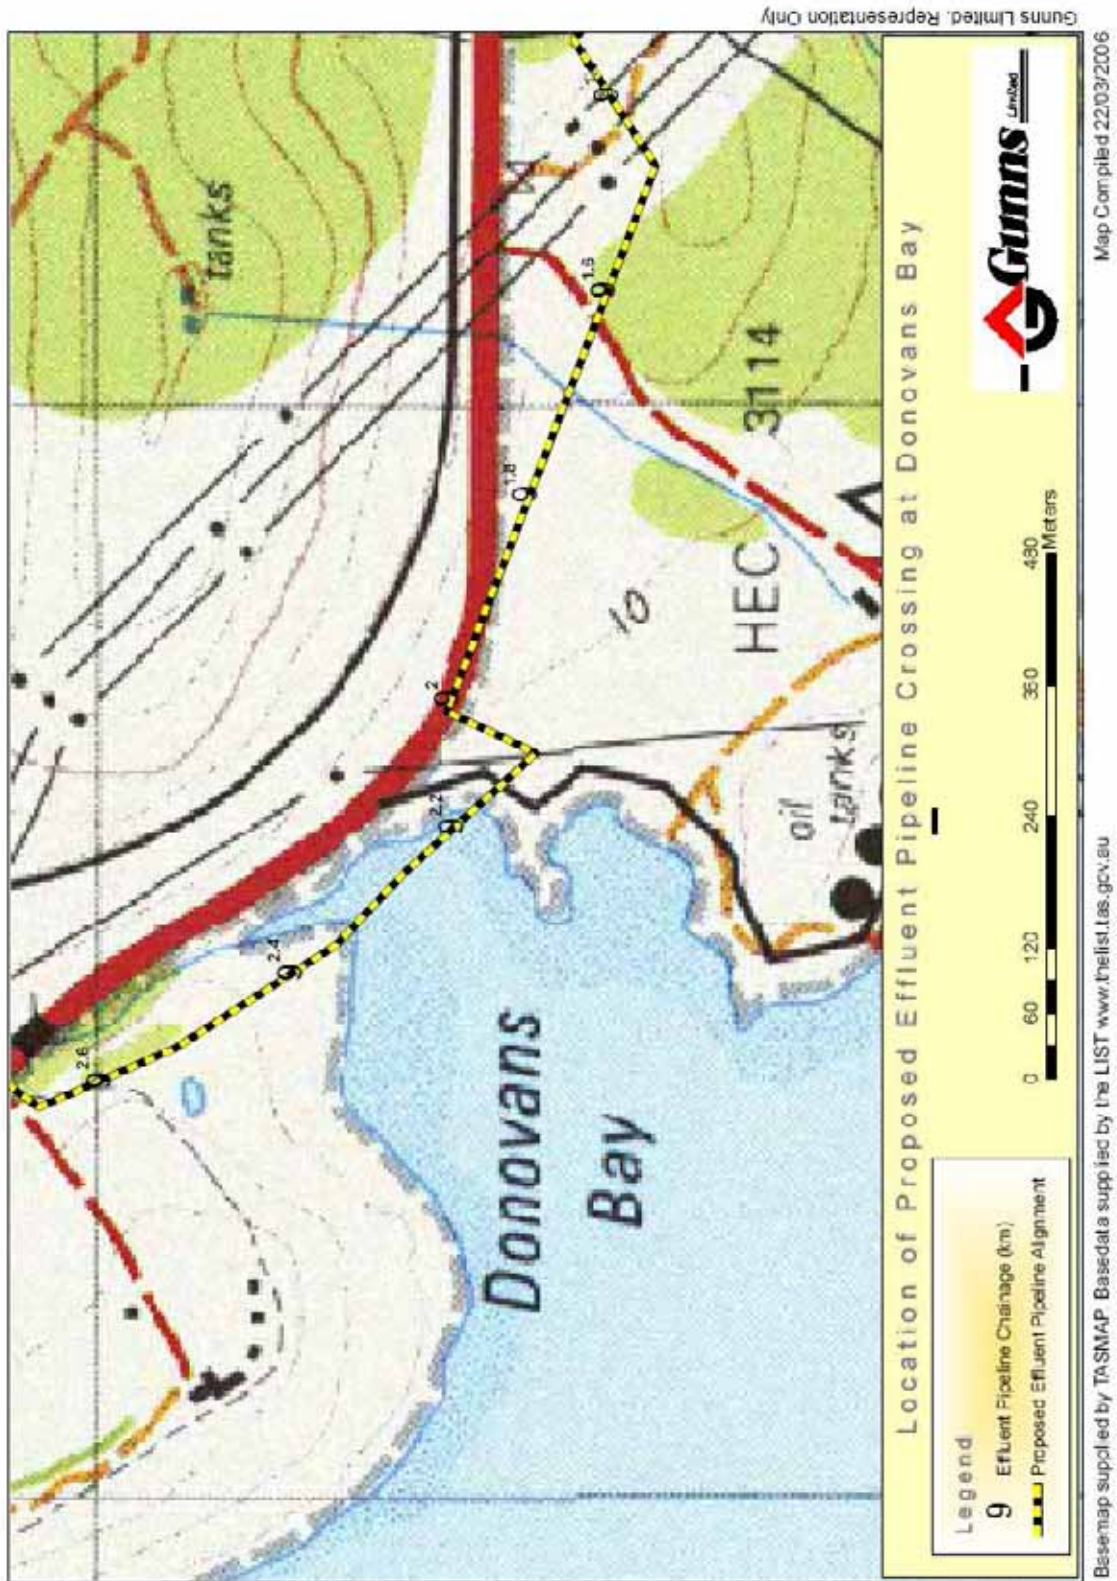 tanks
1.6
1.8
2
2.2
2.4
2.6
10
HEC 3114
oil
tanks
Donovans
Bay
Location of Proposed Effluent Pipeline Crossing at Donovans Bay
Legend
9 Effluent Pipeline Chainage (km)
Proposed Effluent Pipeline Alignment
0 60 120 240 360 480
Meters
Gunns
Limited
Basemap supplied by TASMAP. Basedata supplied by the LIST www.thelist.tas.gov.au
Map Compiled 22/03/2006
Gunns Limited. Representation Only